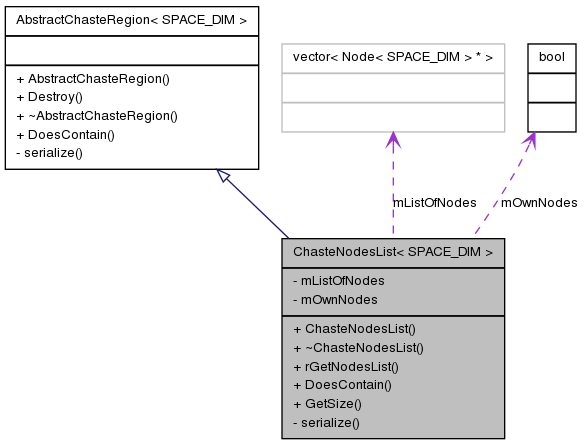 AbstractChasteRegion< SPACE_DIM >
+ AbstractChasteRegion()
+ Destroy()
+ ~AbstractChasteRegion()
+ DoesContain()
- serialize()
vector< Node< SPACE_DIM > * >
bool
mListOfNodes
mOwnNodes
ChasteNodesList< SPACE_DIM >
- mListOfNodes
- mOwnNodes
+ ChasteNodesList()
+ ~ChasteNodesList()
+ rGetNodesList()
+ DoesContain()
+ GetSize()
- serialize()